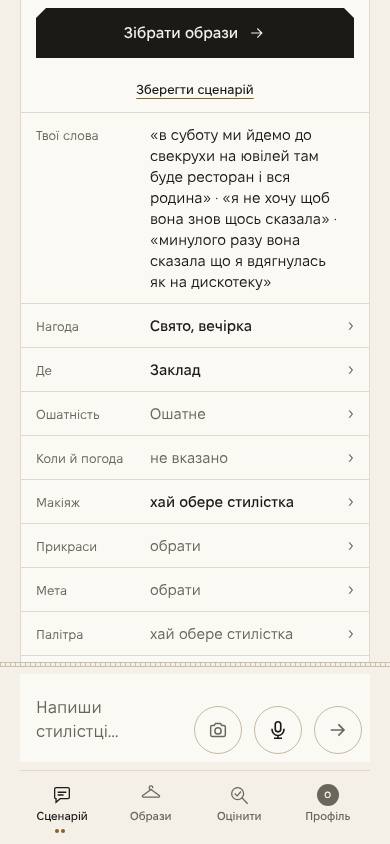 Зібрати образи →
Зберегти сценарій
Твої слова
«в суботу ми йдемо до
свекрухи на ювілей там
буде ресторан і вся
родина» · «я не хочу щоб
вона знов щось сказала» ·
«минулого разу вона
сказала що я вдягнулась
як на дискотеку»
Нагода Свято, вечірка
Де Заклад
Ошатність Ошатне
Коли й погода не вказано
Макіяж хай обере стилістка
Прикраси обрати
Мета обрати
Палітра хай обере стилістка
Напиши
стилістці...
Сценарій Образи Оцінити Профіль